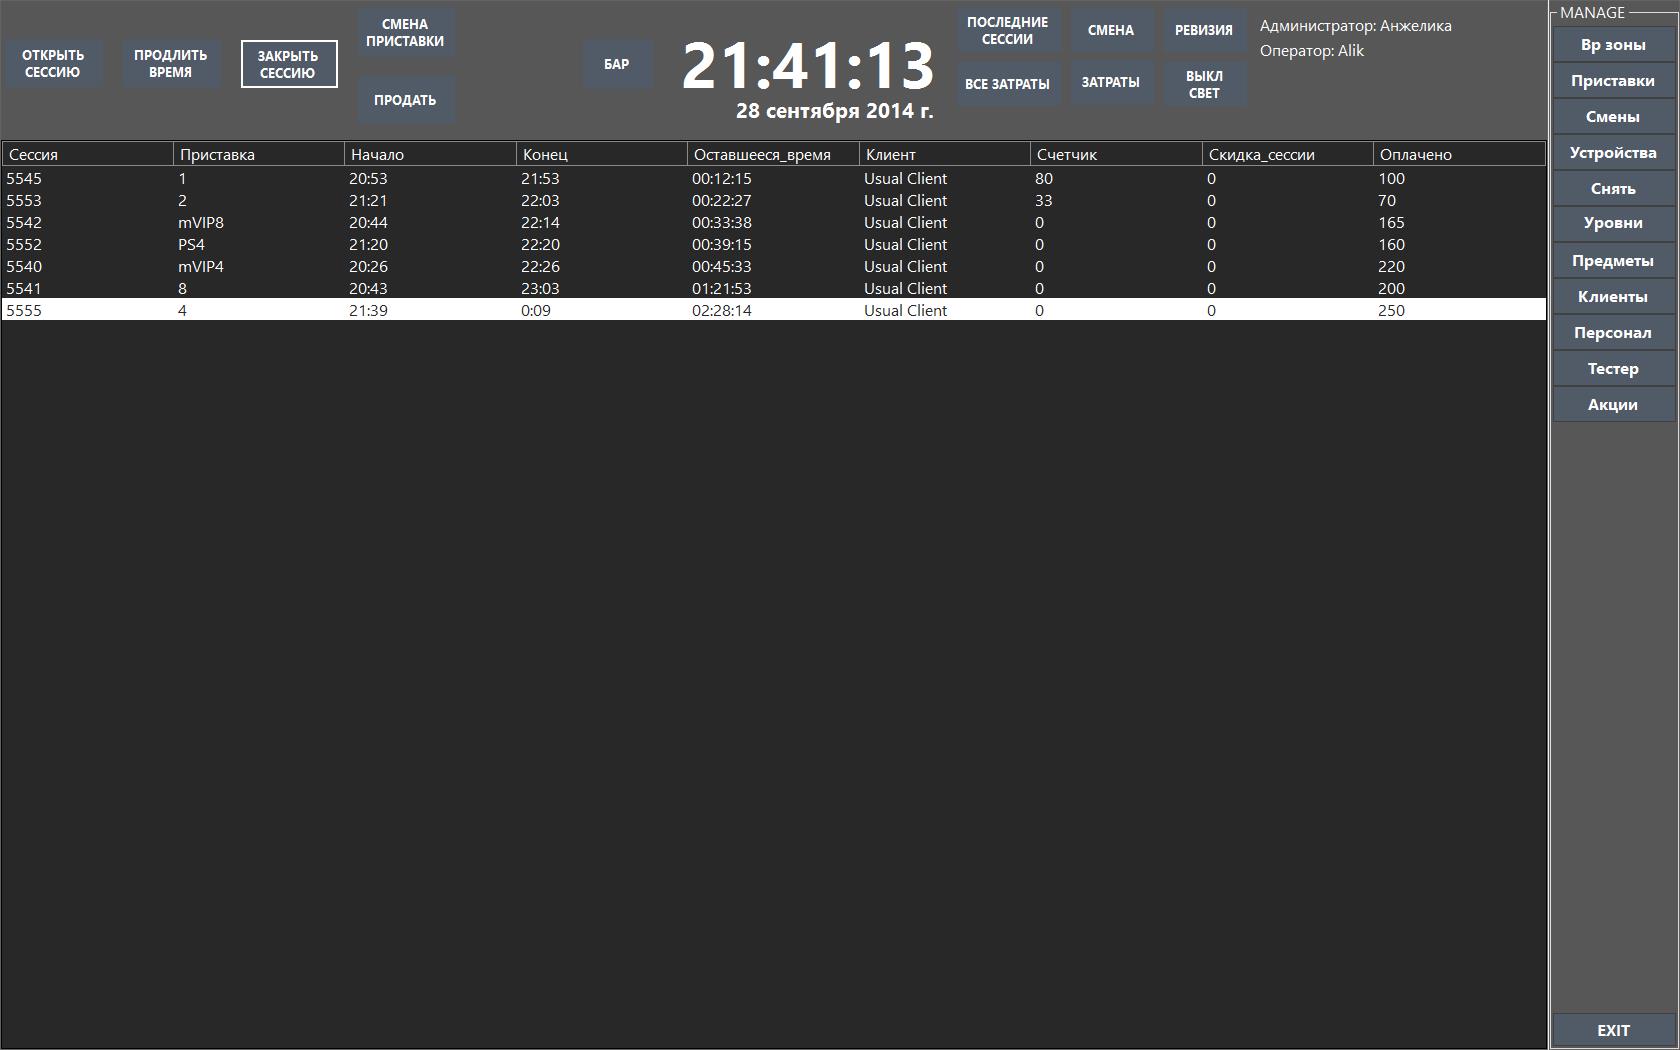 ОТКРЫТЬ
СЕССИЮ
ПРОДЛИТЬ
ВРЕМЯ
ЗАКРЫТЬ
СЕССИЮ
СМЕНА
ПРИСТАВКИ
ПРОДАТЬ
БАР
21:41:13
28 сентября 2014 г.
ПОСЛЕДНИЕ
СЕССИИ
СМЕНА
РЕВИЗИЯ
ВСЕ ЗАТРАТЫ
ЗАТРАТЫ
ВЫКЛ
СВЕТ
Администратор: Анжелика
Оператор: Alik
Сессия Приставка Начало Конец Оставшееся_время Клиент Счетчик Скидка_сессии Оплачено
5545 1 20:53 21:53 00:12:15 Usual Client 80 0 100
5553 2 21:21 22:03 00:22:27 Usual Client 33 0 70
5542 mVIP8 20:44 22:14 00:33:38 Usual Client 0 0 165
5552 PS4 21:20 22:20 00:39:15 Usual Client 0 0 160
5540 mVIP4 20:26 22:26 00:45:33 Usual Client 0 0 220
5541 8 20:43 23:03 01:21:53 Usual Client 0 0 200
5555 4 21:39 0:09 02:28:14 Usual Client 0 0 250
MANAGE
Вр зоны
Приставки
Смены
Устройства
Снять
Уровни
Предметы
Клиенты
Персонал
Тестер
Акции
EXIT